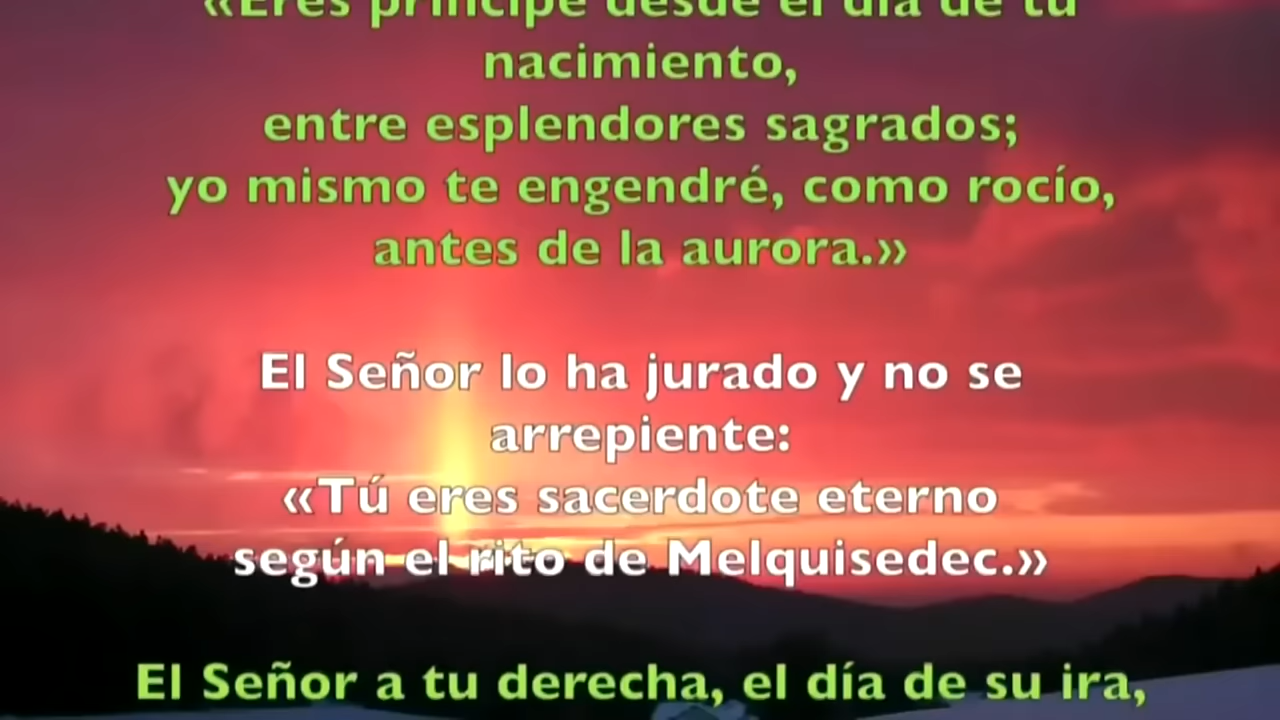 «Eres príncipe desde el día de tu
nacimiento,
entre esplendores sagrados;
yo mismo te engendré, como rocío,
antes de la aurora.»
El Señor lo ha jurado y no se
arrepiente:
«Tú eres sacerdote eterno
según el rito de Melquisedec.»
El Señor a tu derecha, el día de su ira,